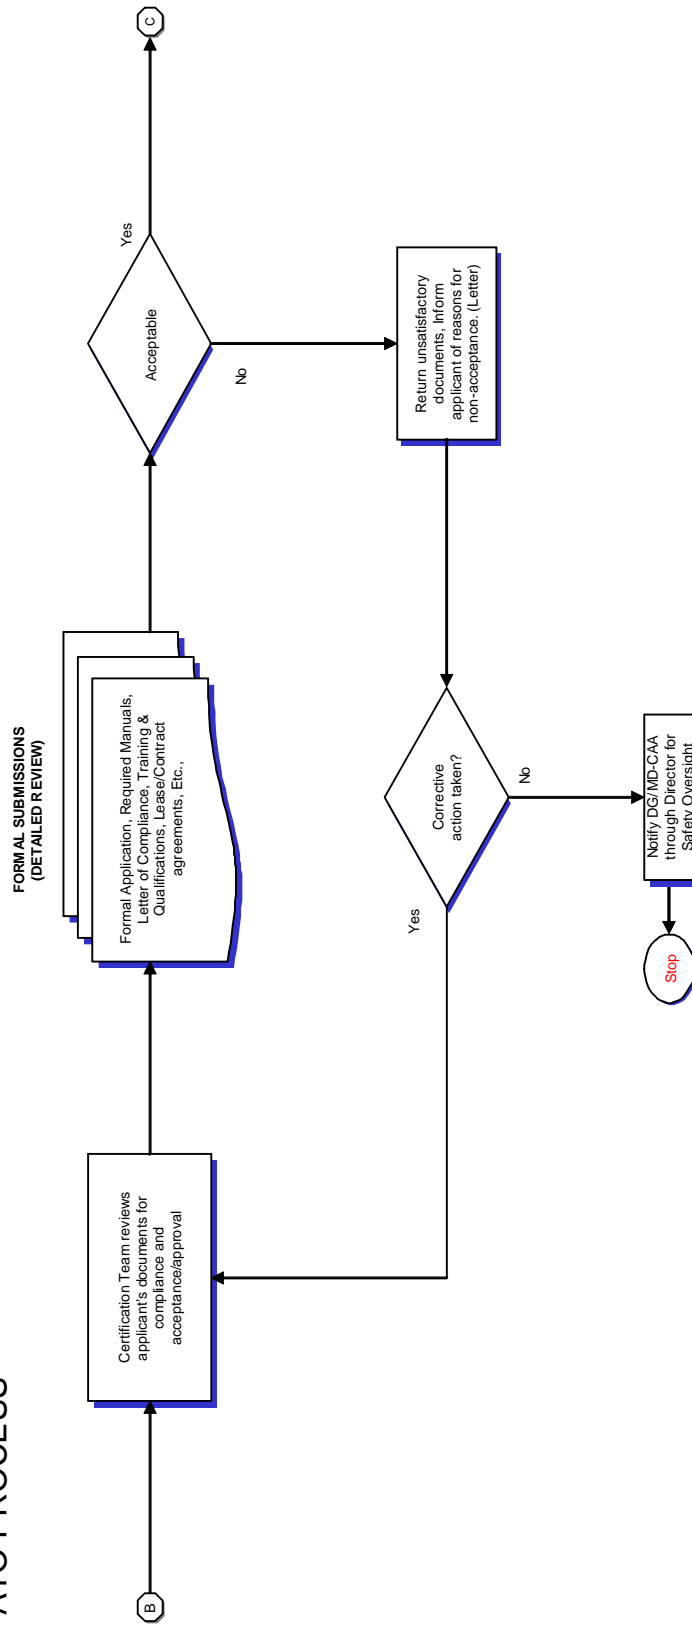 ATO PROCESS
FORMAL SUBMISSIONS
(DETAILED REVIEW)
B
Certification Team reviews
applicant's documents for
compliance and
acceptance/approval
Formal Application, Required Manuals,
Letter of Compliance, Training &
Qualifications, Lease/Contract
agreements, Etc.,
Acceptable
Yes
C
No
Return unsatisfactory
documents, Inform
applicant of reasons for
non-acceptance. (Letter)
Corrective
action taken?
Yes
No
Notify DG/MD-CAA
through Director for
Safety Oversight
Stop